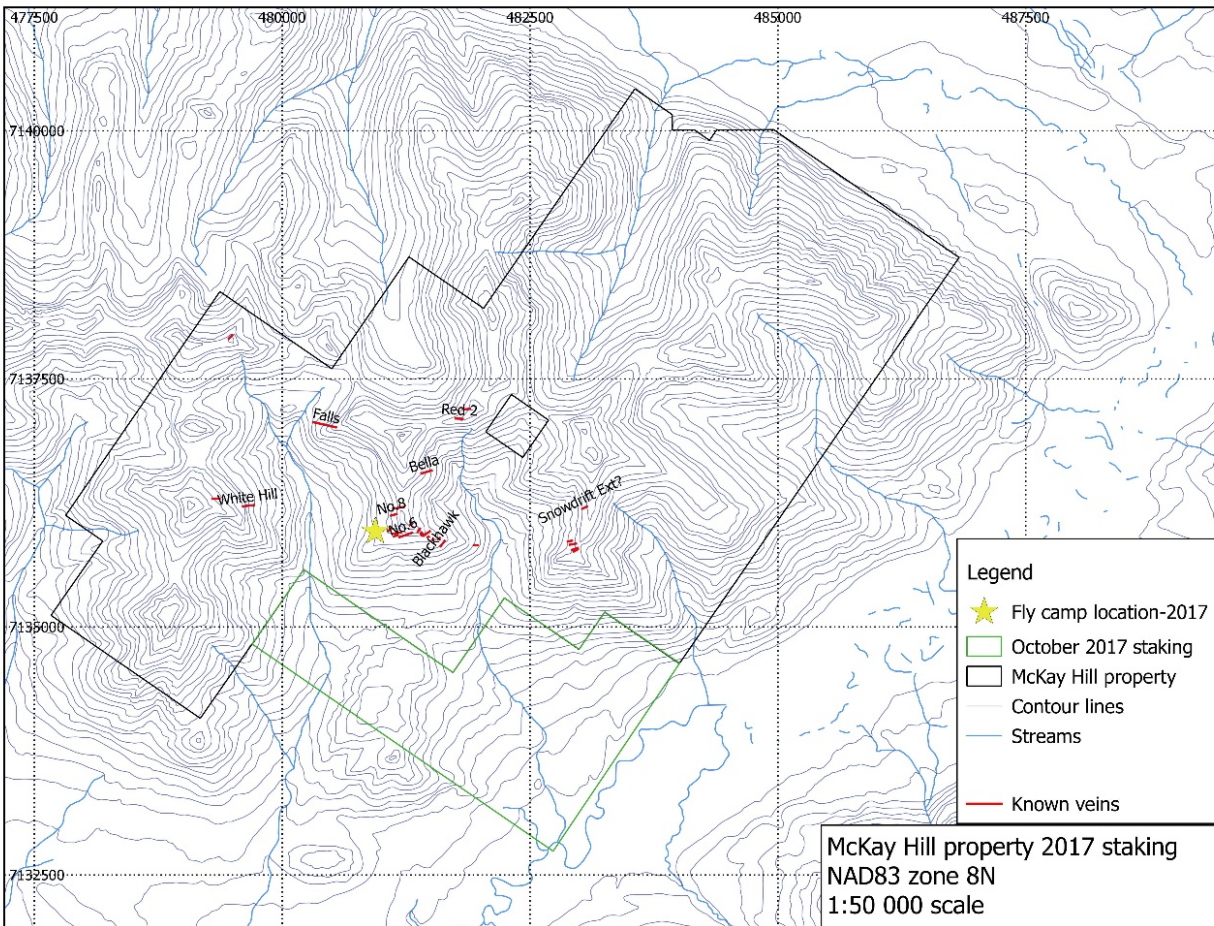 477500 480000 482500 485000 487500
7140000
7137500
Falls
Red 2
Bella
White Hill
Snowdrift Ext?
No.8
No.6
Blackhawk
7135000
7132500
Legend
Fly camp location-2017
October 2017 staking
McKay Hill property
Contour lines
Streams
Known veins
McKay Hill property 2017 staking
NAD83 zone 8N
1:50 000 scale